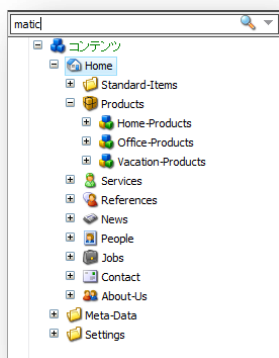 matic
コンテンツ
Home
Standard-Items
Products
Home-Products
Office-Products
Vacation-Products
Services
References
News
People
Jobs
Contact
About-Us
Meta-Data
Settings